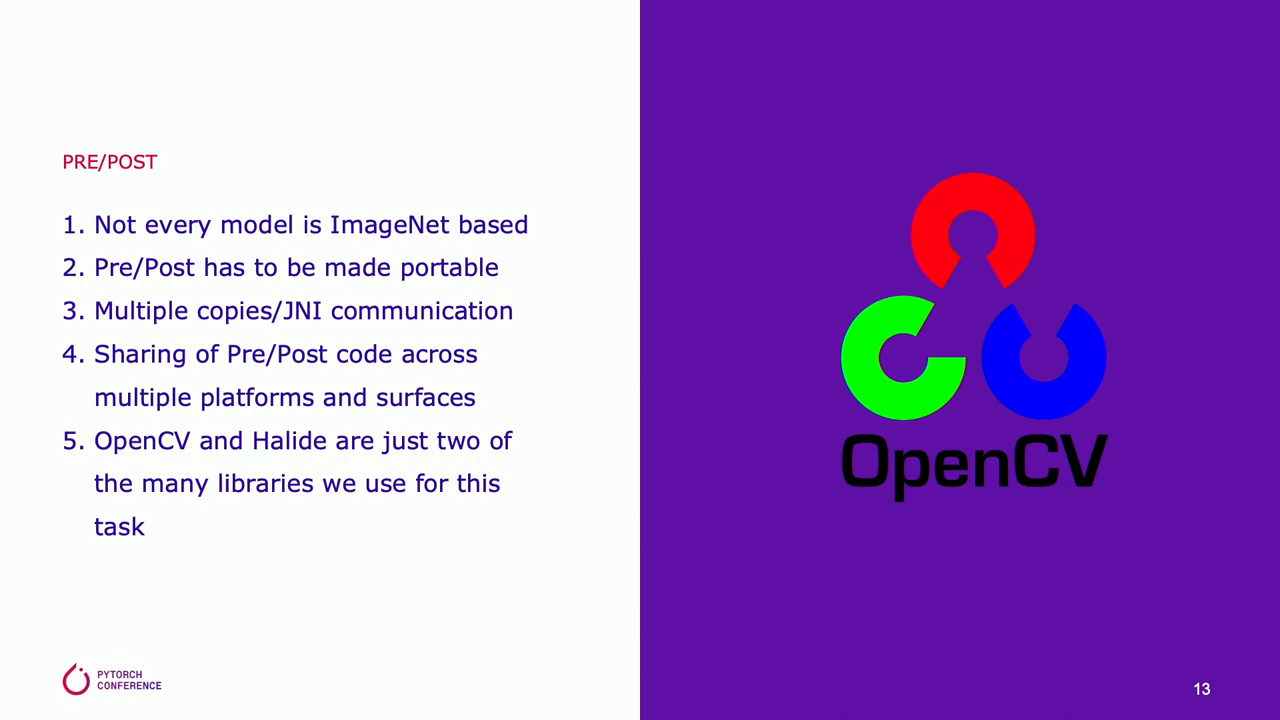 PRE/POST
1. Not every model is ImageNet based
2. Pre/Post has to be made portable
3. Multiple copies/JNI communication
4. Sharing of Pre/Post code across
multiple platforms and surfaces
5. OpenCV and Halide are just two of
the many libraries we use for this
task
OpenCV
PYTORCH
CONFERENCE
13